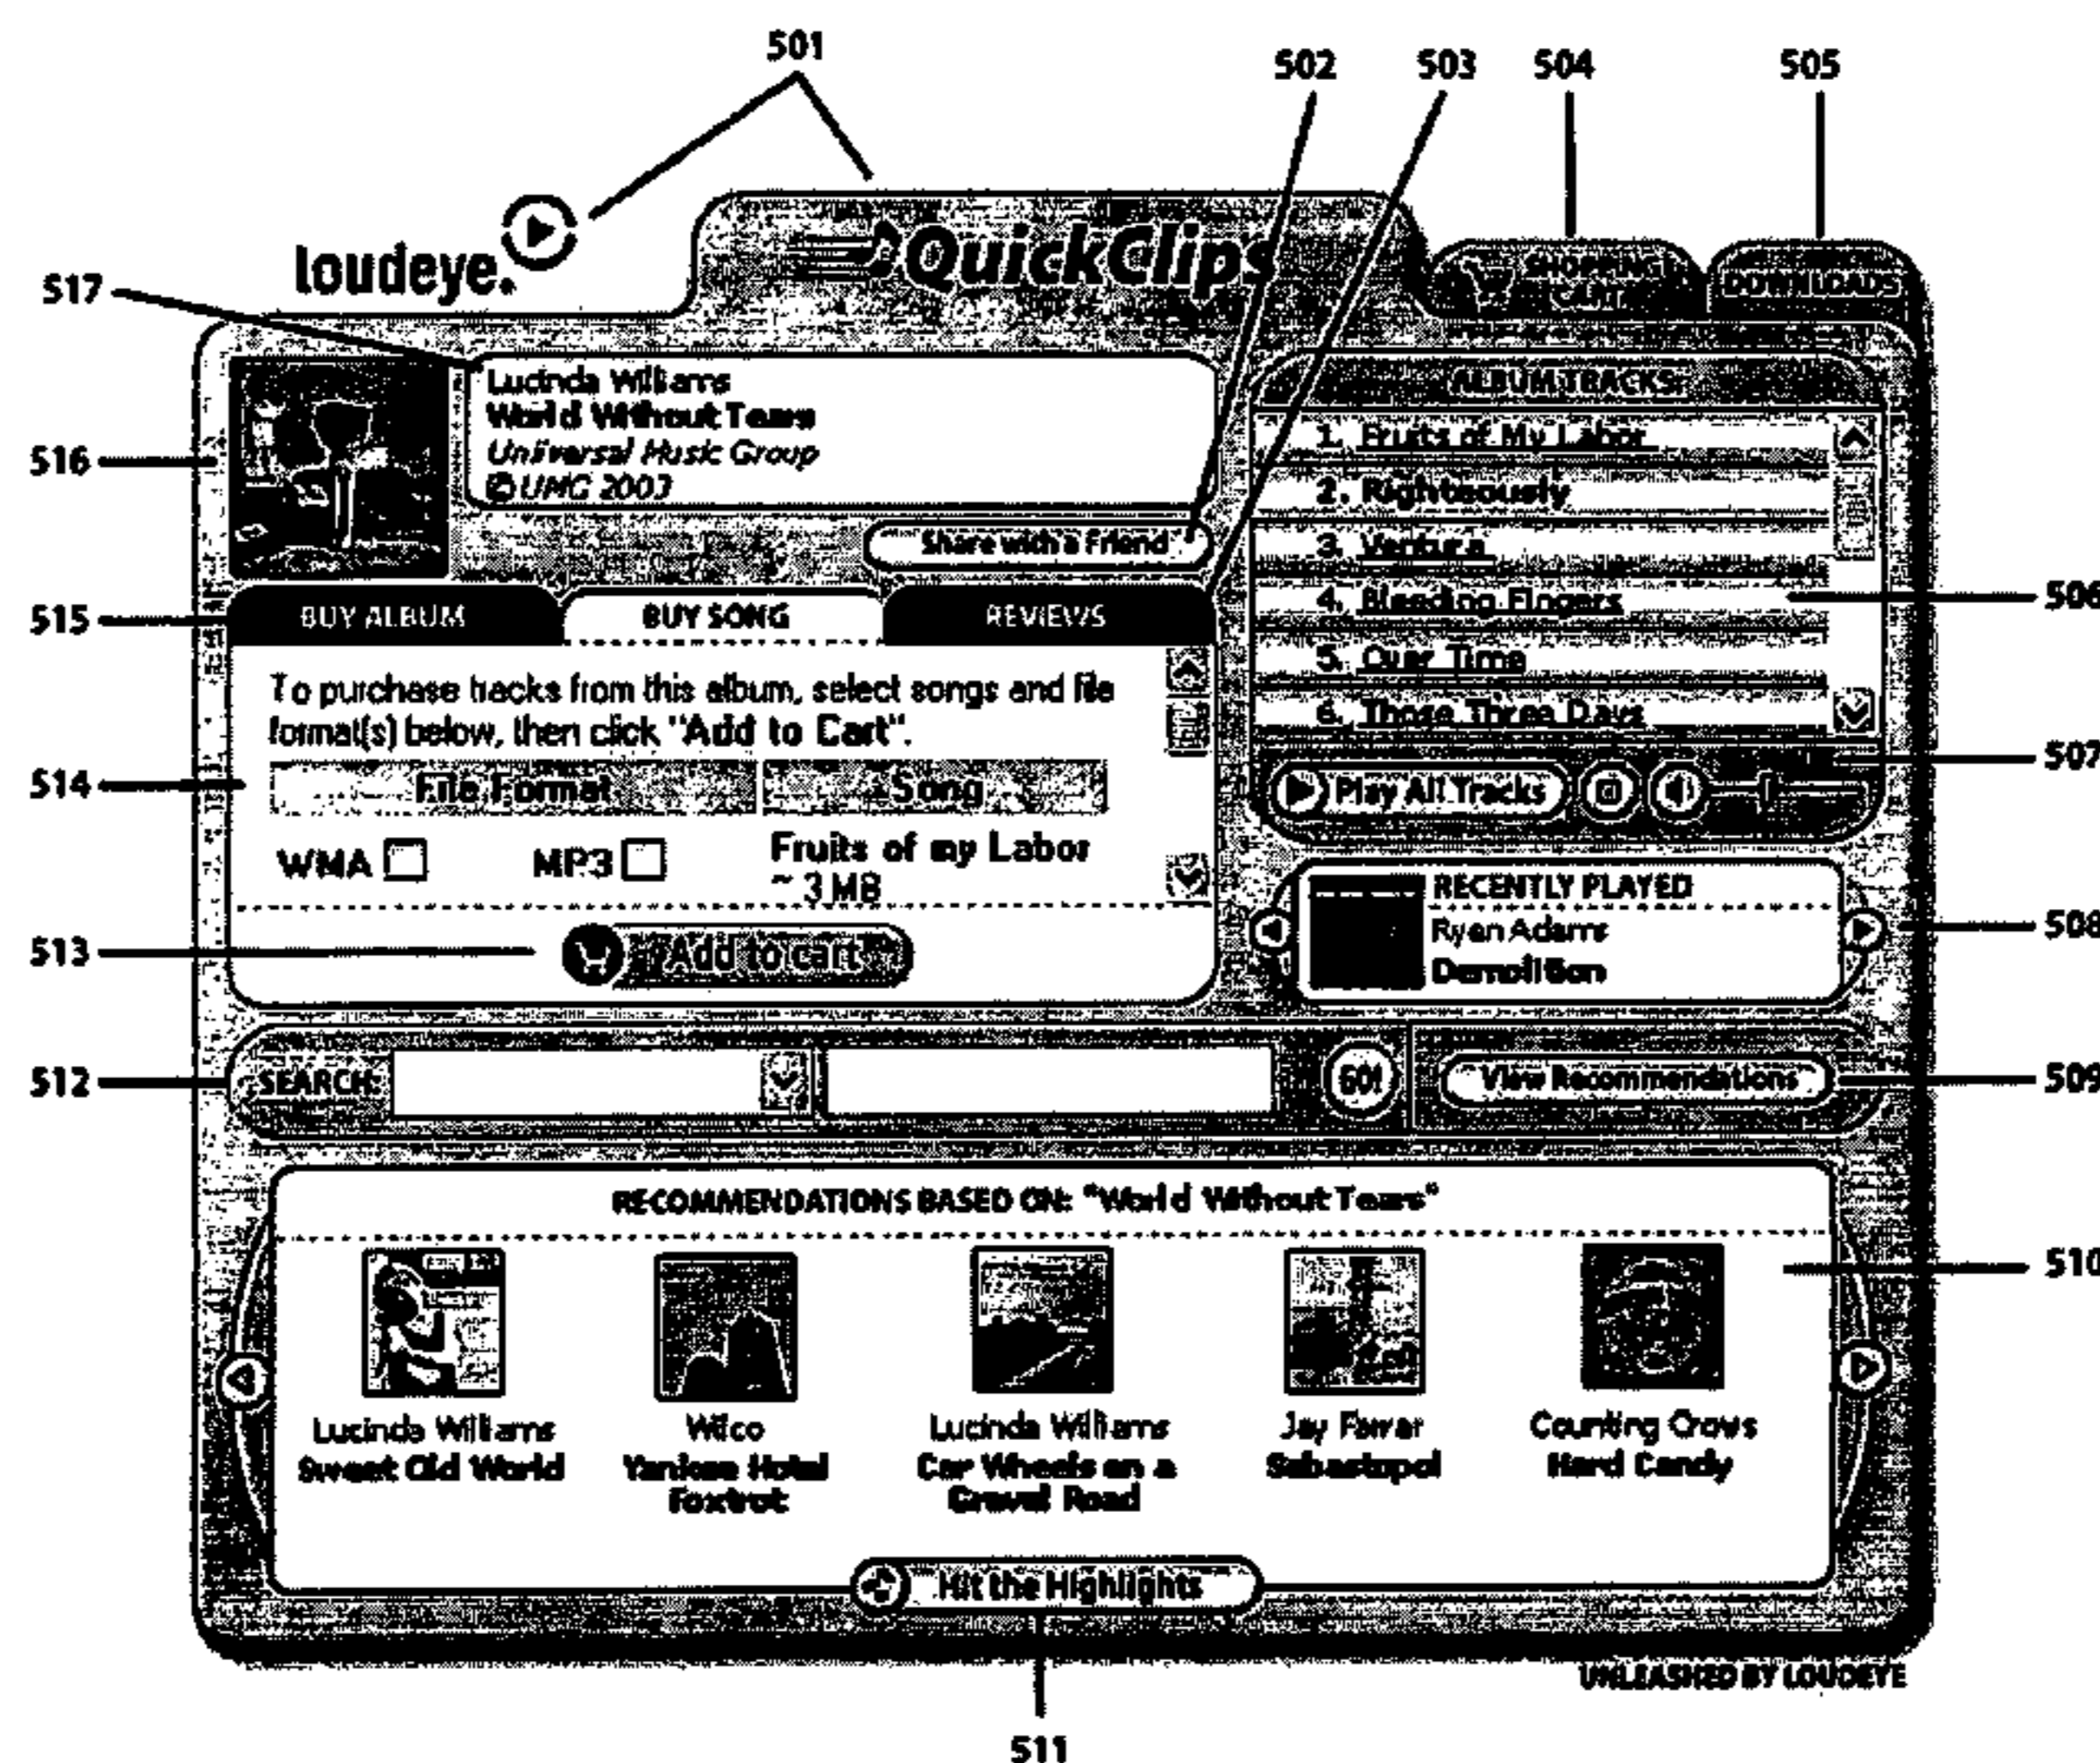 501
502
503
504
505
loudeye.
QuickClips
SHOPPING
CART
DOWNLOADS
517
Lucinda Williams
World Without Tears
Universal Music Group
© UMG 2003
516
Share with a Friend
ALBUM TRACKS
1. Fruits of My Labor
2. Righteously
3. Ventura
4. Bleeding Fingers
5. Over Time
6. Those Three Days
506
515
BUY ALBUM
BUY SONG
REVIEWS
To purchase tracks from this album, select songs and file
format(s) below, then click "Add to Cart".
514
File Format
Song
WMA
MP3
Fruits of my Labor
~ 3 MB
507
Play All Tracks
RECENTLY PLAYED
Ryan Adams
Demolition
508
513
Add to cart
512
SEARCH:
GO!
View Recommendations
509
RECOMMENDATIONS BASED ON: "World Without Tears"
510
Lucinda Williams
Sweet Old World
Wilco
Yankee Hotel
Foxtrot
Lucinda Williams
Car Wheels on a
Gravel Road
Jay Farrar
Sebastopol
Counting Crows
Hard Candy
Hit the Highlights
UNLEASHED BY LOUDEYE
511